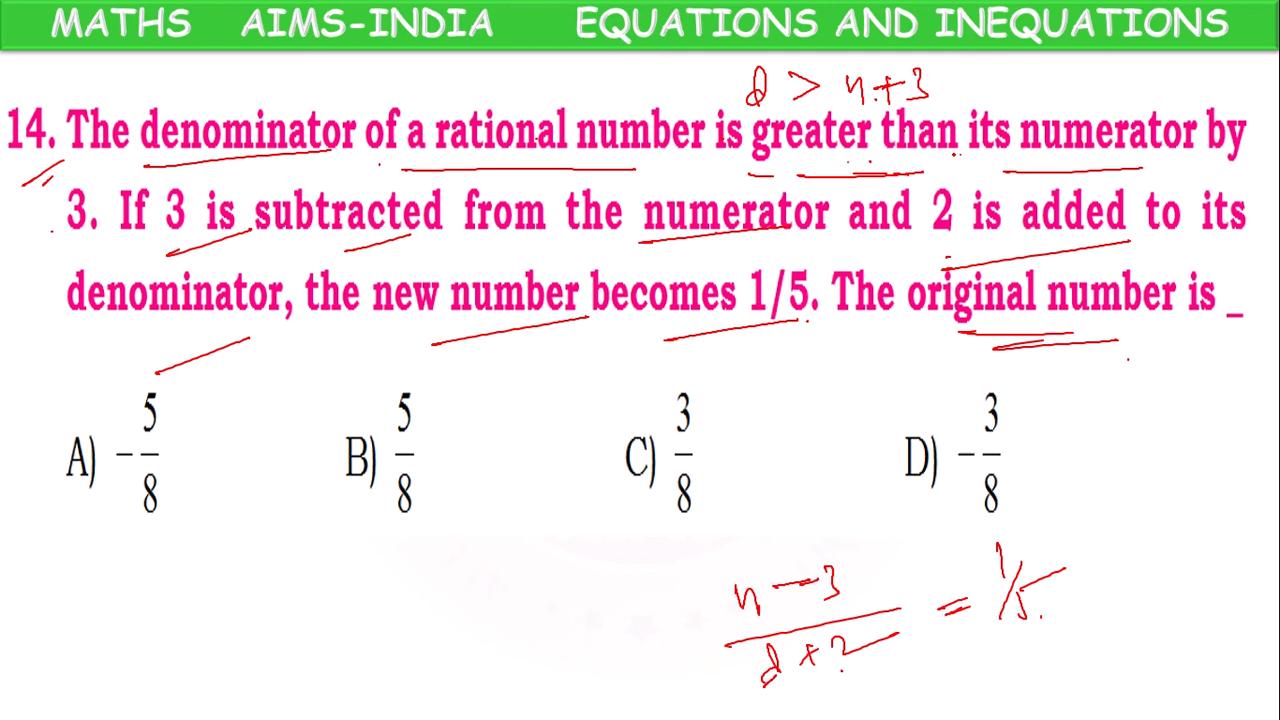 MATHS AIMS-INDIA EQUATIONS AND INEQUATIONS
d > n+3
14. The denominator of a rational number is greater than its numerator by
3. If 3 is subtracted from the numerator and 2 is added to its
denominator, the new number becomes 1/5. The original number is _
A) -5/8 B) 5/8 C) 3/8 D) -3/8
n-3/d+2 = 1/5